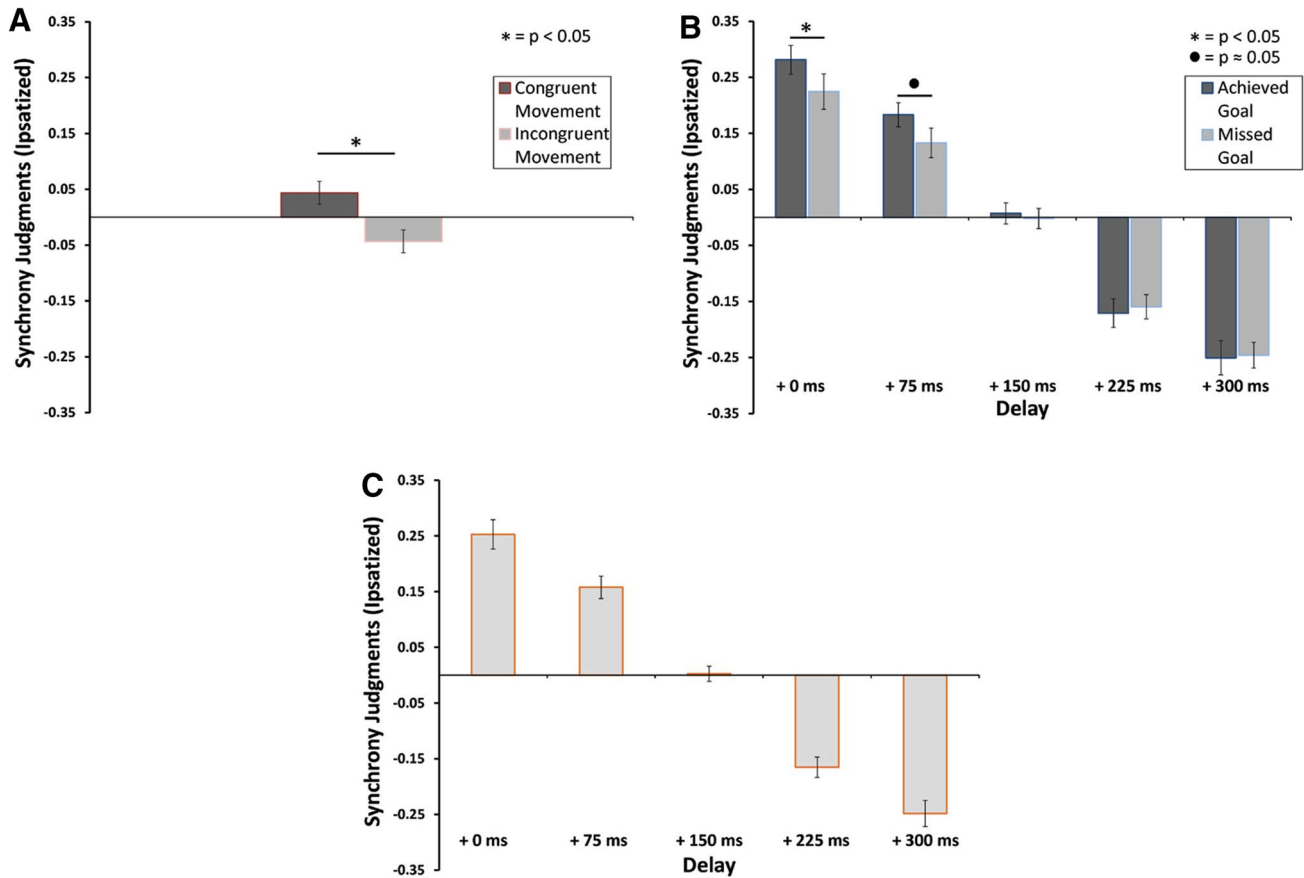 A
Synchrony Judgments (Ipsatized)
0.35
0.25
0.15
0.05
-0.05
-0.15
-0.25
-0.35
* = p < 0.05
Congruent
Movement
Incongruent
Movement
*
B
Synchrony Judgments (Ipsatized)
0.35
0.25
0.15
0.05
-0.05
-0.15
-0.25
-0.35
* = p < 0.05
● = p ≈ 0.05
Achieved
Goal
Missed
Goal
*
●
+ 0 ms + 75 ms + 150 ms + 225 ms + 300 ms
Delay
C
Synchrony Judgments (Ipsatized)
0.35
0.25
0.15
0.05
-0.05
-0.15
-0.25
-0.35
+ 0 ms + 75 ms + 150 ms + 225 ms + 300 ms
Delay